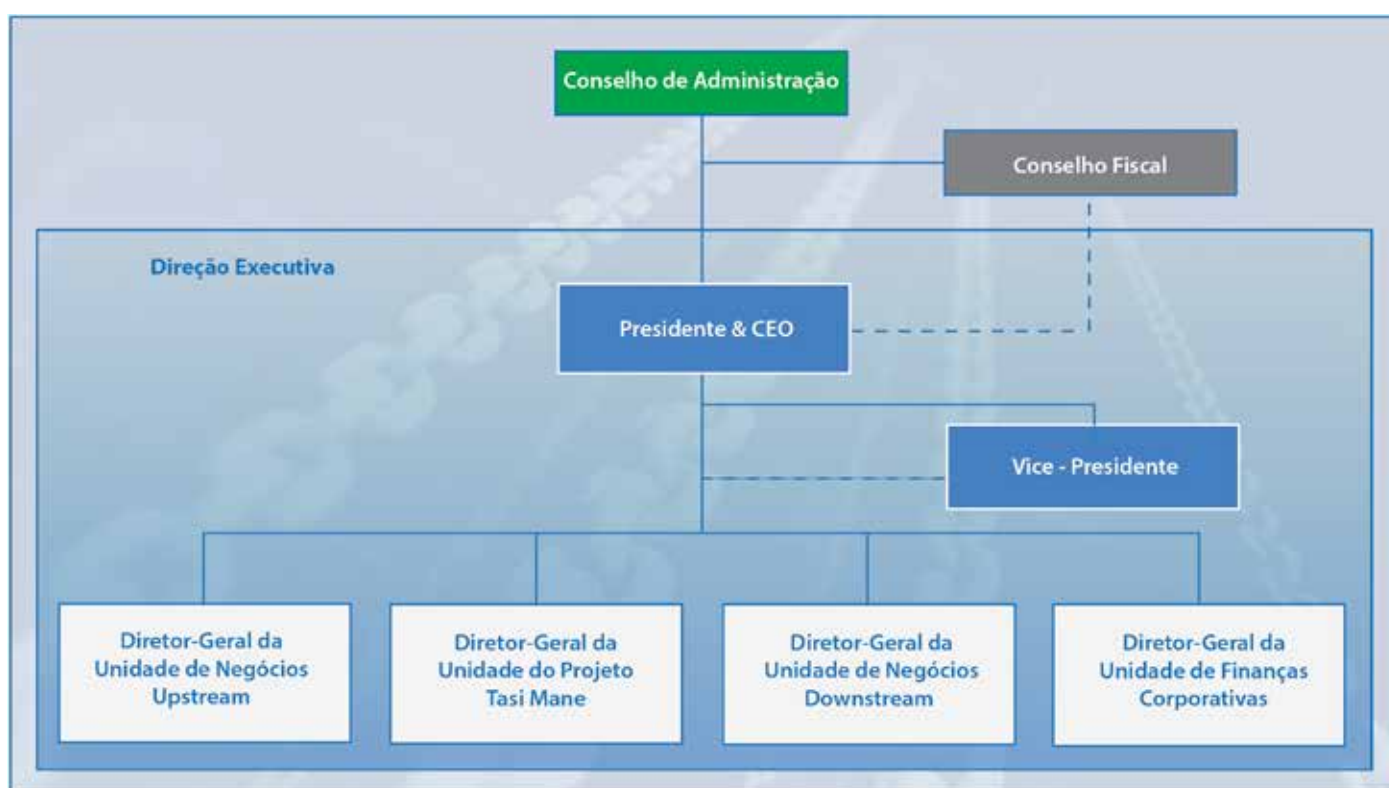 Conselho de Administração
Conselho Fiscal
Direção Executiva
Presidente & CEO
Vice - Presidente
Diretor-Geral da
Unidade de Negócios
Upstream
Diretor-Geral da
Unidade do Projeto
Tasi Mane
Diretor-Geral da
Unidade de Negócios
Downstream
Diretor-Geral da
Unidade de Finanças
Corporativas